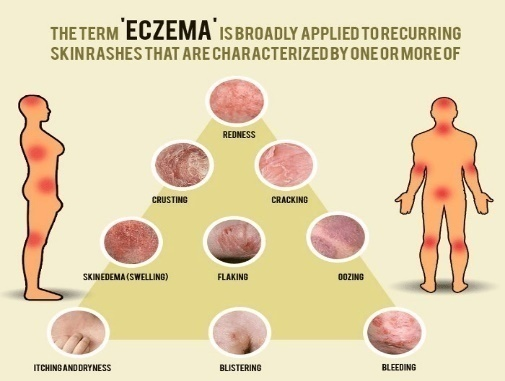 THE TERM 'ECZEMA' IS BROADLY APPLIED TO RECURRING
SKIN RASHES THAT ARE CHARACTERIZED BY ONE OR MORE OF
REDNESS
CRUSTING
CRACKING
SKINEDEMA (SWELLING)
FLAKING
OOZING
ITCHING AND DRYNESS
BLISTERING
BLEEDING